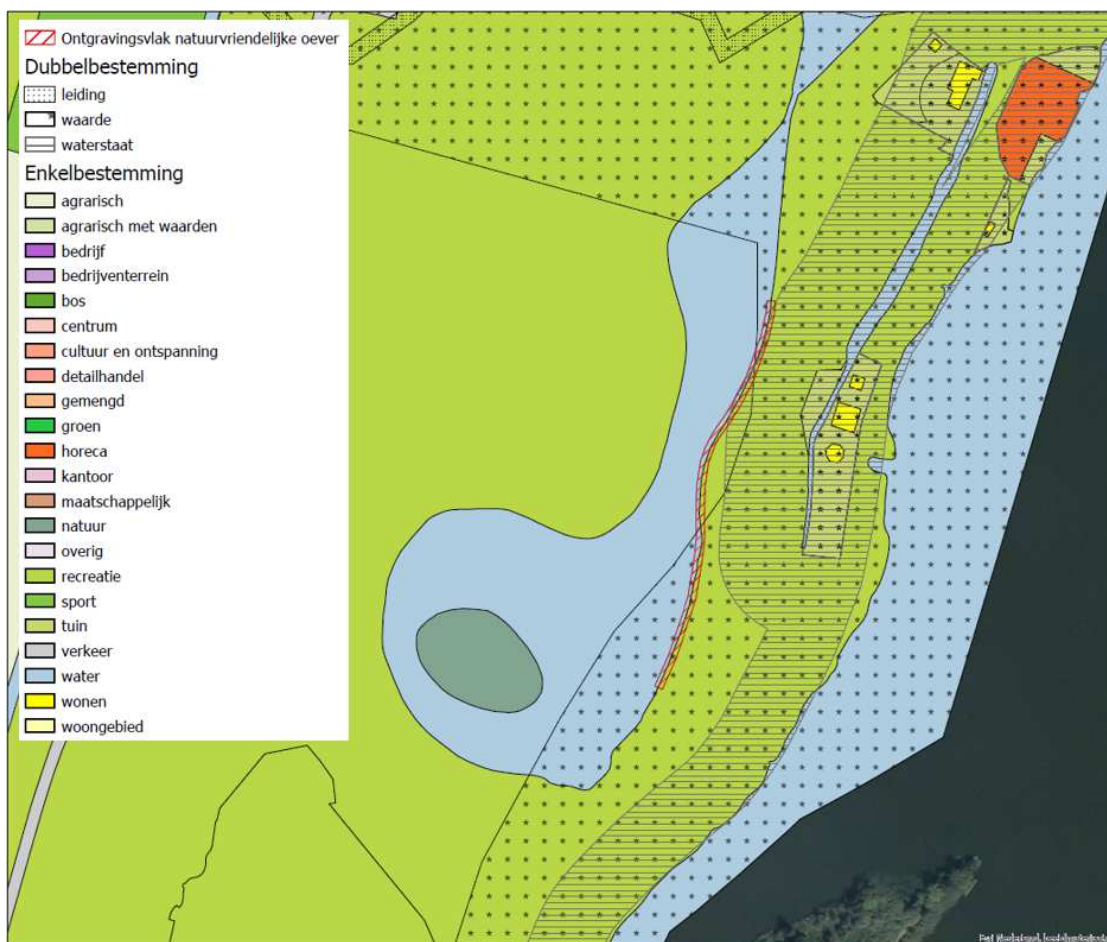 Ontgravingsvlak natuurvriendelijke oever
Dubbelbestemming
leiding
waarde
waterstaat
Enkelbestemming
agrarisch
agrarisch met waarden
bedrijf
bedrijventerrein
bos
centrum
cultuur en ontspanning
detailhandel
gemengd
groen
horeca
kantoor
maatschappelijk
natuur
overig
recreatie
sport
tuin
verkeer
water
wonen
woongebied